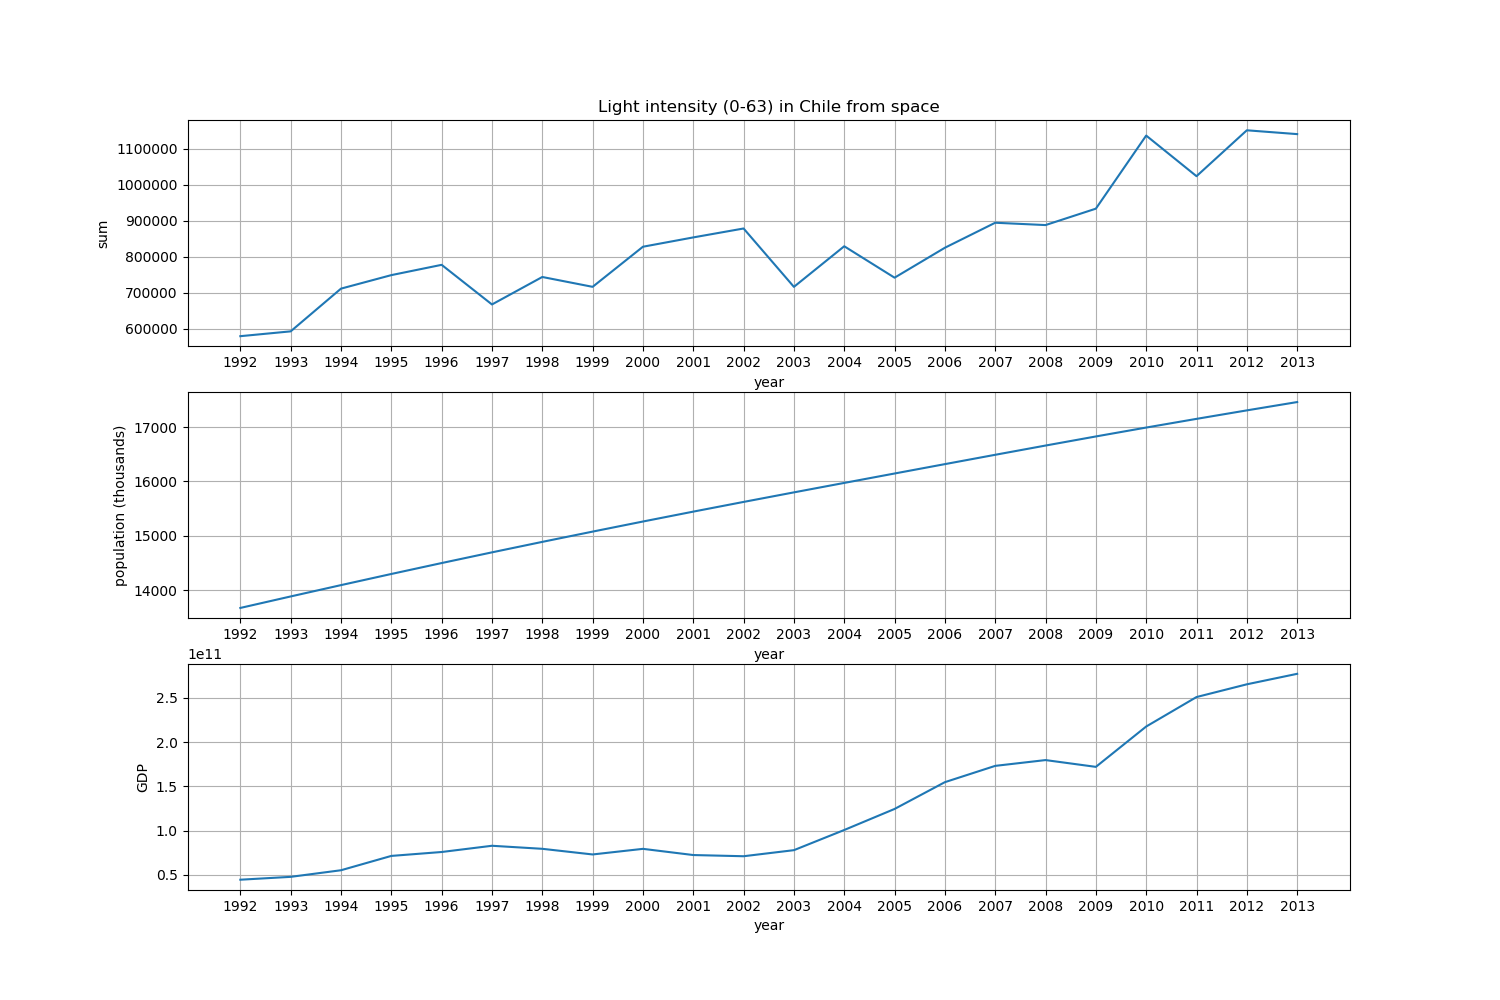 Light intensity (0-63) in Chile from space
1100000
1000000
900000
800000
700000
600000
sum
1992 1993 1994 1995 1996 1997 1998 1999 2000 2001 2002 2003 2004 2005 2006 2007 2008 2009 2010 2011 2012 2013
year
17000
16000
15000
14000
population (thousands)
1992 1993 1994 1995 1996 1997 1998 1999 2000 2001 2002 2003 2004 2005 2006 2007 2008 2009 2010 2011 2012 2013
year
1e11
2.5
2.0
1.5
1.0
0.5
GDP
1992 1993 1994 1995 1996 1997 1998 1999 2000 2001 2002 2003 2004 2005 2006 2007 2008 2009 2010 2011 2012 2013
year